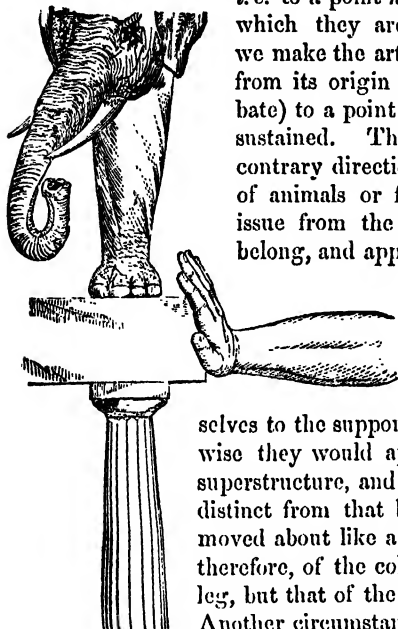 i.e. to a point
which they are
we make the art
from its origin
bate) to a point
sustained. Th
contrary directi
of animals or f
issue from the
belong, and app
selves to the suppor
wise they would ap
superstructure, and
distinct from that b
moved about like a
therefore, of the co
leg, but that of the
Another circumstan